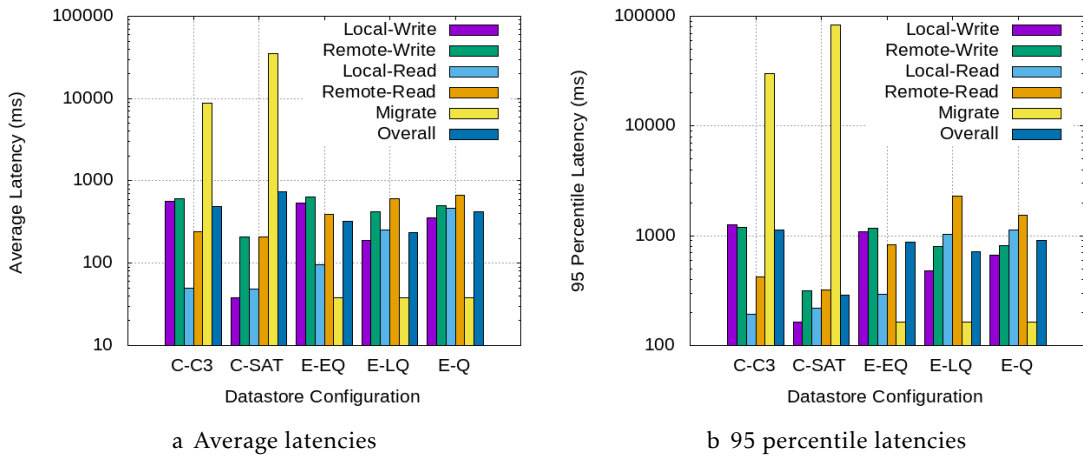 100000
10000
1000
100
10
Average Latency (ms)
Local-Write
Remote-Write
Local-Read
Remote-Read
Migrate
Overall
C-C3 C-SAT E-EQ E-LQ E-Q
Datastore Configuration
a Average latencies
100000
10000
1000
100
95 Percentile Latency (ms)
Local-Write
Remote-Write
Local-Read
Remote-Read
Migrate
Overall
C-C3 C-SAT E-EQ E-LQ E-Q
Datastore Configuration
b 95 percentile latencies